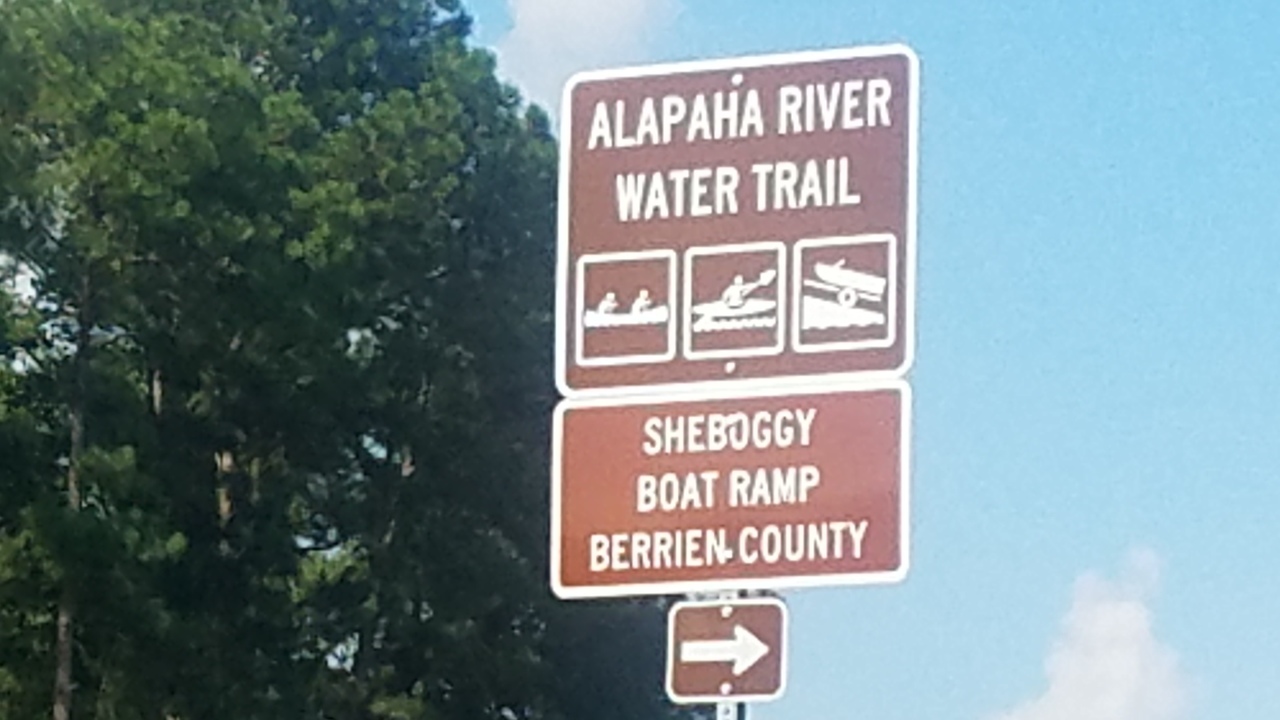 ALAPAHA RIVER
WATER TRAIL
SHEBOGGY
BOAT RAMP
BERRIEN COUNTY